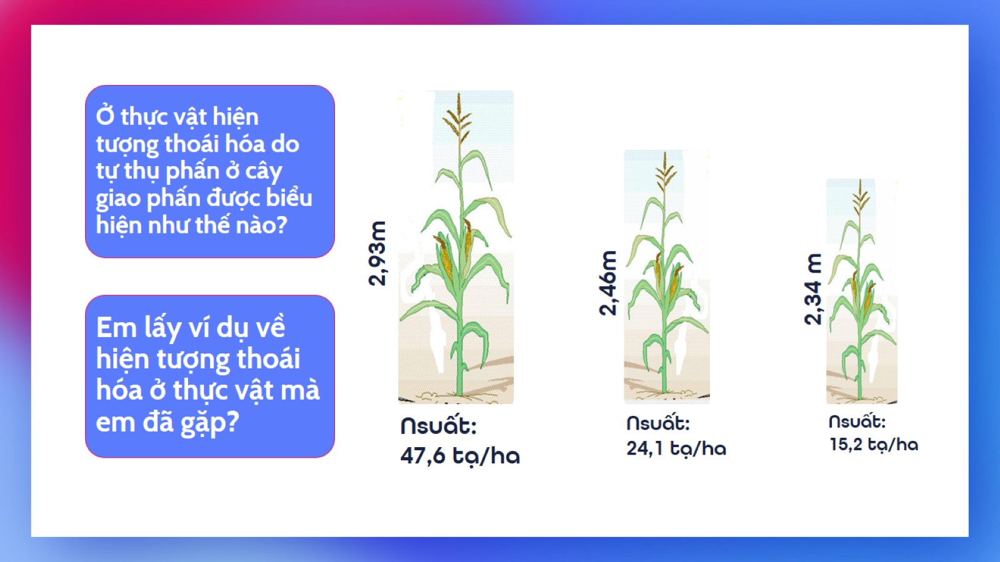 Ở thực vật hiện
tượng thoái hóa do
tự thụ phấn ở cây
giao phấn được biểu
hiện như thế nào?
Em lấy ví dụ về
hiện tượng thoái
hóa ở thực vật mà
em đã gặp?
2,93m
Nsuất:
47,6 tạ/ha
2,46m
Nsuất:
24,1 tạ/ha
2,34 m
Nsuất:
15,2 tạ/ha